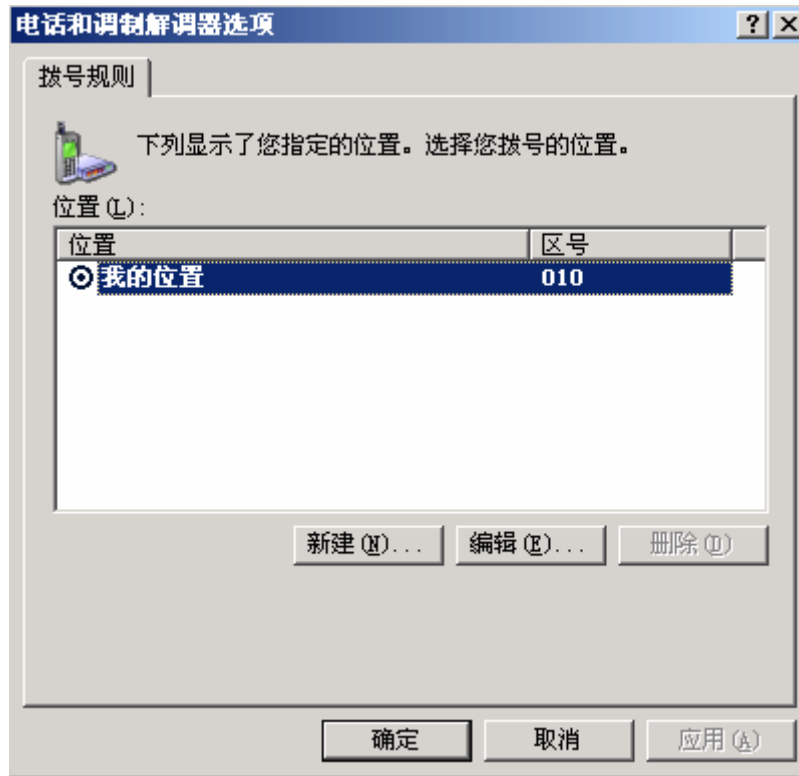 电话和调制解调器选项
拨号规则
下列显示了您指定的位置。选择您拨号的位置。
位置(L):
位置 区号
我的位置 010
新建(N)... 编辑(E)... 删除(D)
确定 取消 应用(A)